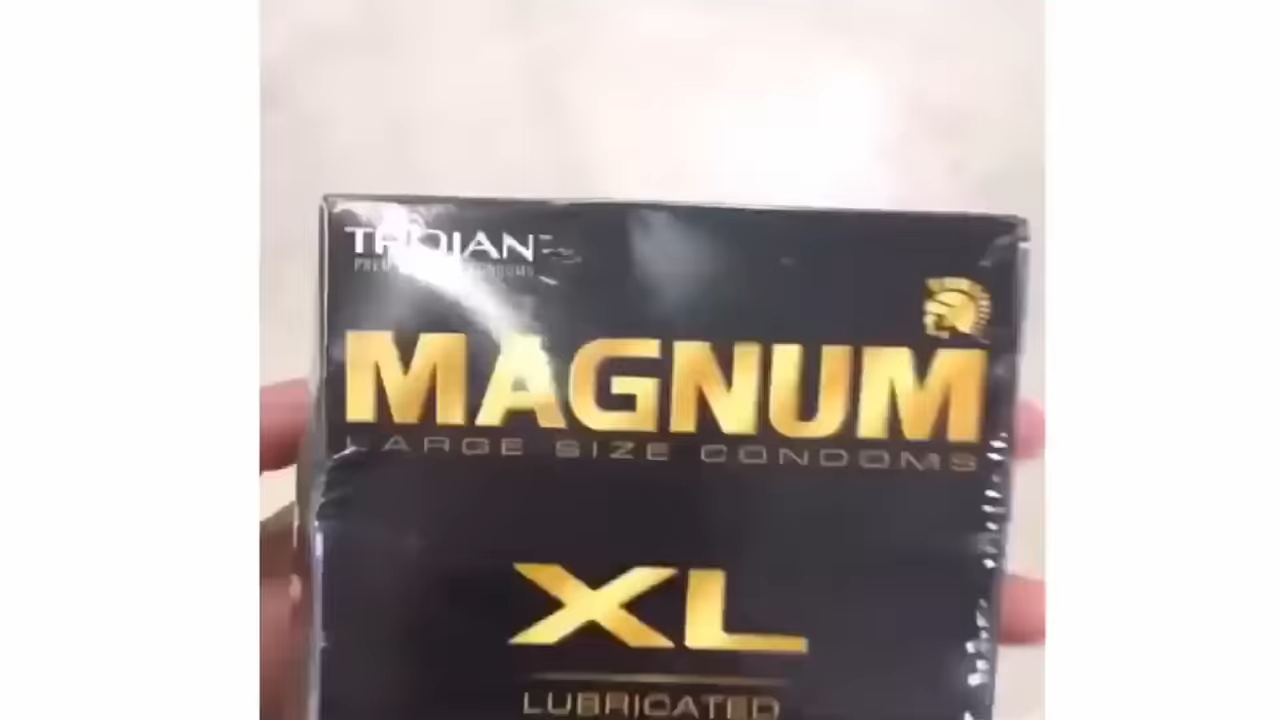 TROJAN
MAGNUM
LARGE SIZE CONDOMS
XL
LUBRICATED